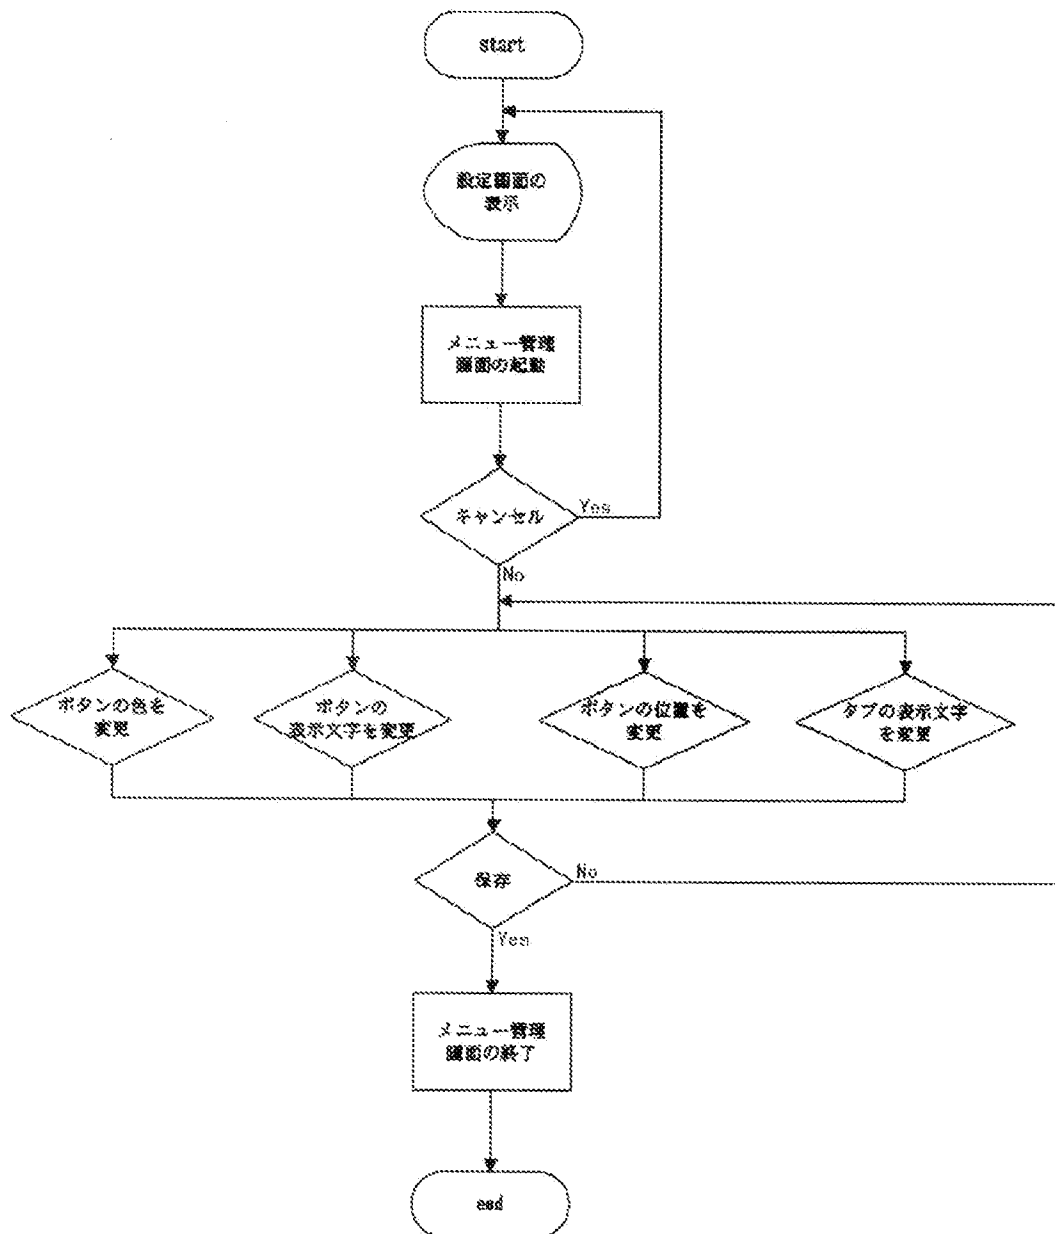 start
設定画面の
表示
メニュー管理
画面の起動
キャンセル
Yes
No
ボタンの色を
変更
ボタンの
表示文字を変更
ボタンの位置を
変更
タブの表示文字
を変更
保存
No
Yes
メニュー管理
画面の終了
end